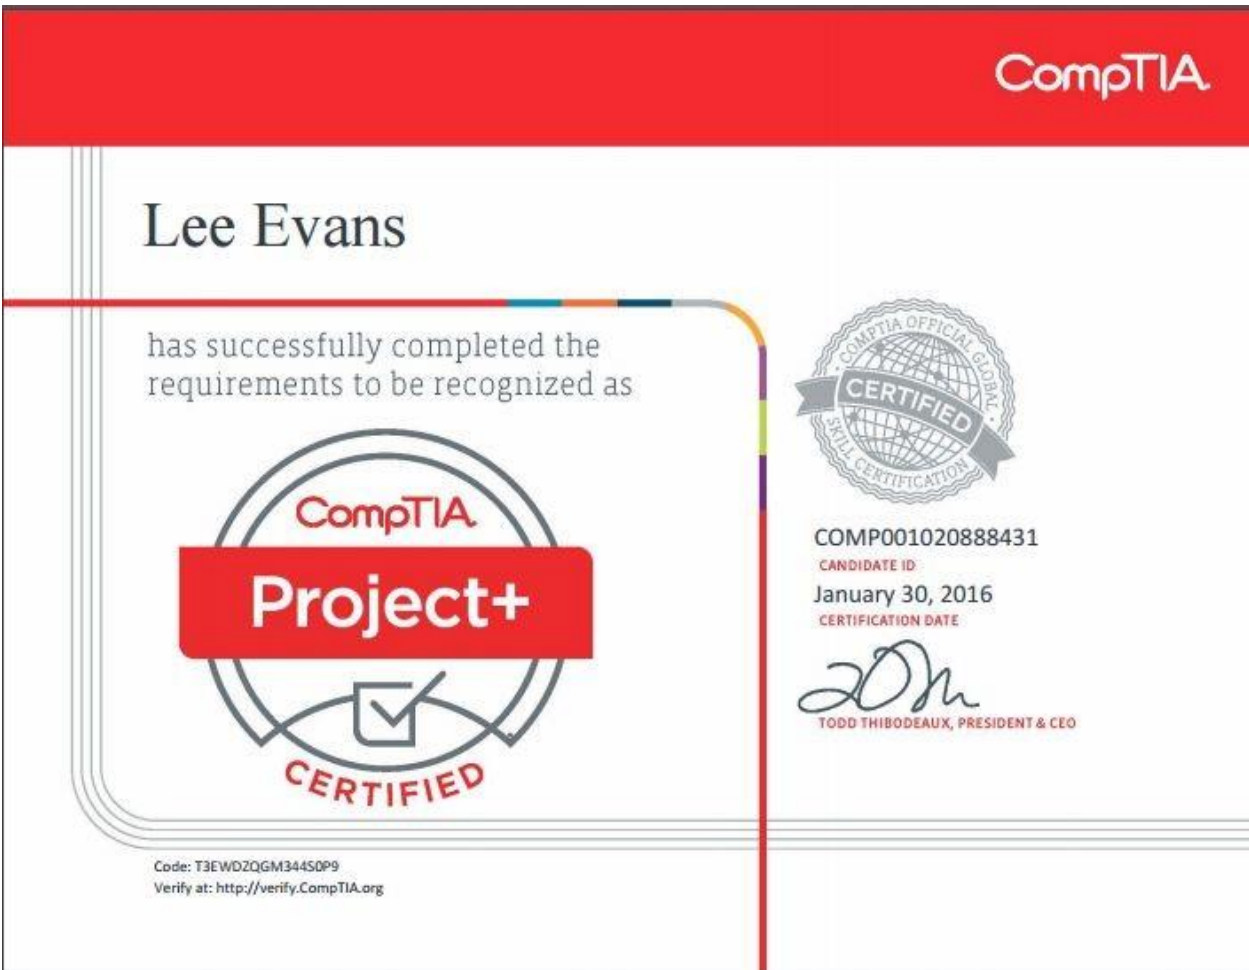 CompTIA.
Lee Evans
has successfully completed the
requirements to be recognized as
CompTIA.
Project+
CERTIFIED
COMPTIA OFFICIAL GLOBAL
CERTIFIED
SKILL CERTIFICATION
COMP001020888431
CANDIDATE ID
January 30, 2016
CERTIFICATION DATE
TODD THIBODEAUX, PRESIDENT & CEO
Code: T3EWDZQGM344S0P9
Verify at: http://verify.CompTIA.org